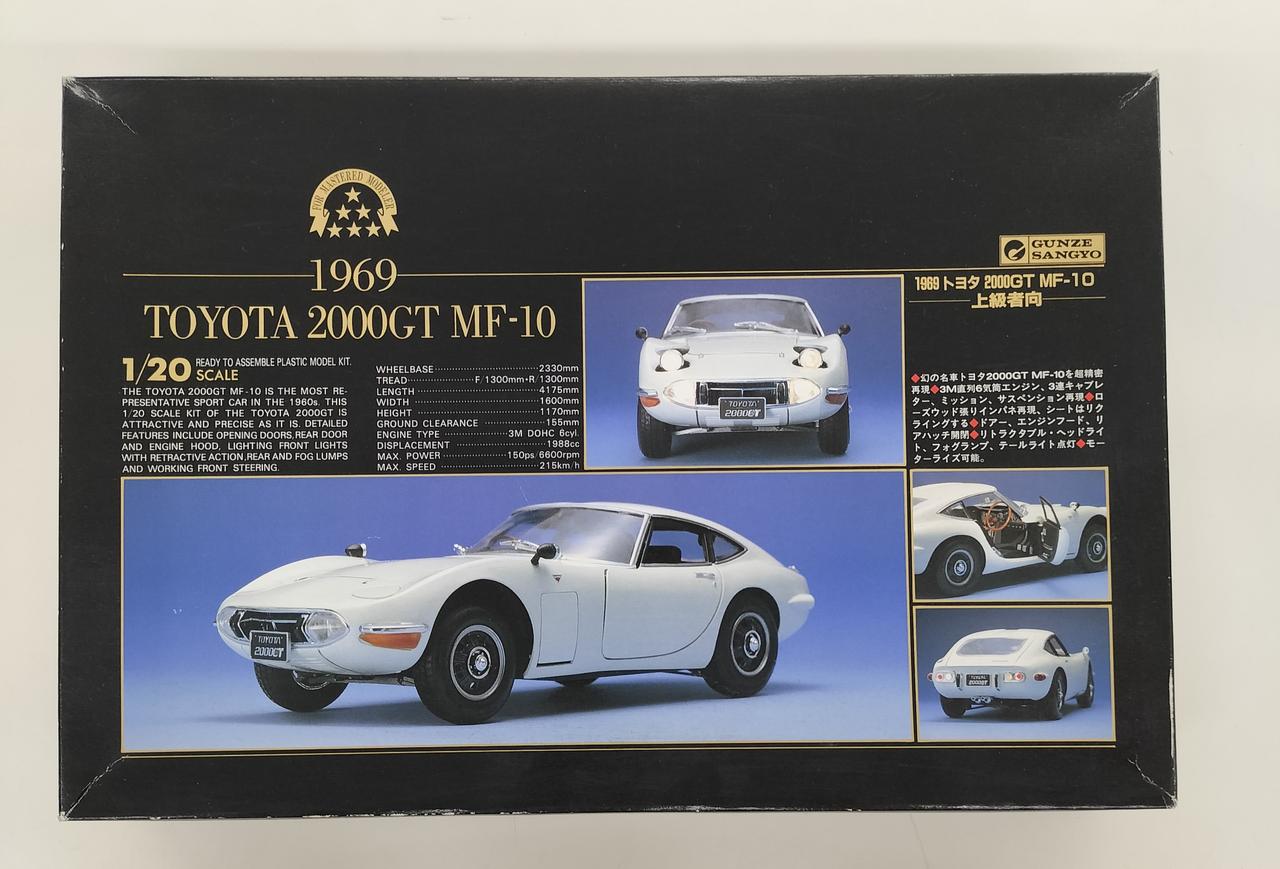 FOR MASTERED MODELER
1969
TOYOTA 2000GT MF-10
1/20 SCALE
READY TO ASSEMBLE PLASTIC MODEL KIT.
THE TOYOTA 2000GT MF-10 IS THE MOST RE-
PRESENTATIVE SPORT CAR IN THE 1960s. THIS
1/20 SCALE KIT OF THE TOYOTA 2000GT IS
ATTRACTIVE AND PRECISE AS IT IS. DETAILED
FEATURES INCLUDE OPENING DOORS, REAR DOOR
AND ENGINE HOOD, LIGHTING FRONT LIGHTS
WITH RETRACTIVE ACTION, REAR AND FOG LUMPS
AND WORKING FRONT STEERING.
WHEELBASE 2330mm
TREAD F/1300mm・R/1300mm
LENGTH 4175mm
WIDTH 1600mm
HEIGHT 1170mm
GROUND CLEARANCE 155mm
ENGINE TYPE 3M DOHC 6cyl.
DISPLACEMENT 1988cc
MAX. POWER 150ps/6600rpm
MAX. SPEED 215km/h
GUNZE
SANGYO
1969 トヨタ 2000GT MF-10
上級者向
◆幻の名車トヨタ2000GT MF-10を超精密
再現◆3M直列6気筒エンジン、3連キャブレ
ター、ミッション、サスペンション再現◆ロ
ーズウッド張りインパネ再現、シートはリク
ライニングする◆ドアー、エンジンフード、リ
アハッチ開閉◆リトラクタブル・ヘッドライ
ト、フォグランプ、テールライト点灯◆モー
ターライズ可能。
TOYOTA
2000GT
TOYOTA
2000GT
TOYOTA
2000GT